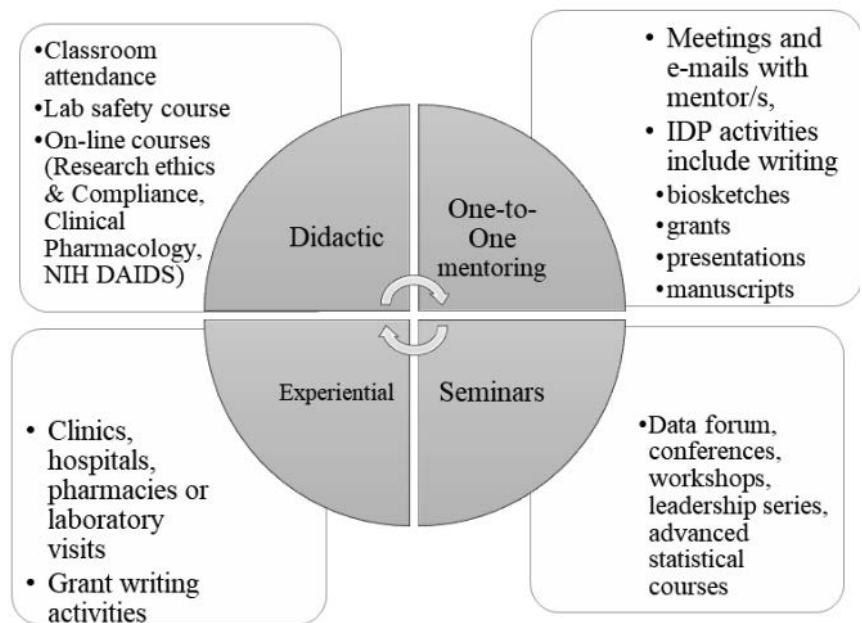 •Classroom
attendance
•Lab safety course
•On-line courses
(Research ethics
& Compliance,
Clinical
Pharmacology,
NIH DAIDS)
• Meetings and
e-mails with
mentor/s,
• IDP activities
include writing
•biosketches
•grants
•presentations
•manuscripts
Didactic
One-to-
One
mentoring
Experiential
Seminars
• Clinics,
hospitals,
pharmacies or
laboratory
visits
• Grant writing
activities
•Data forum,
conferences,
workshops,
leadership series,
advanced
statistical
courses